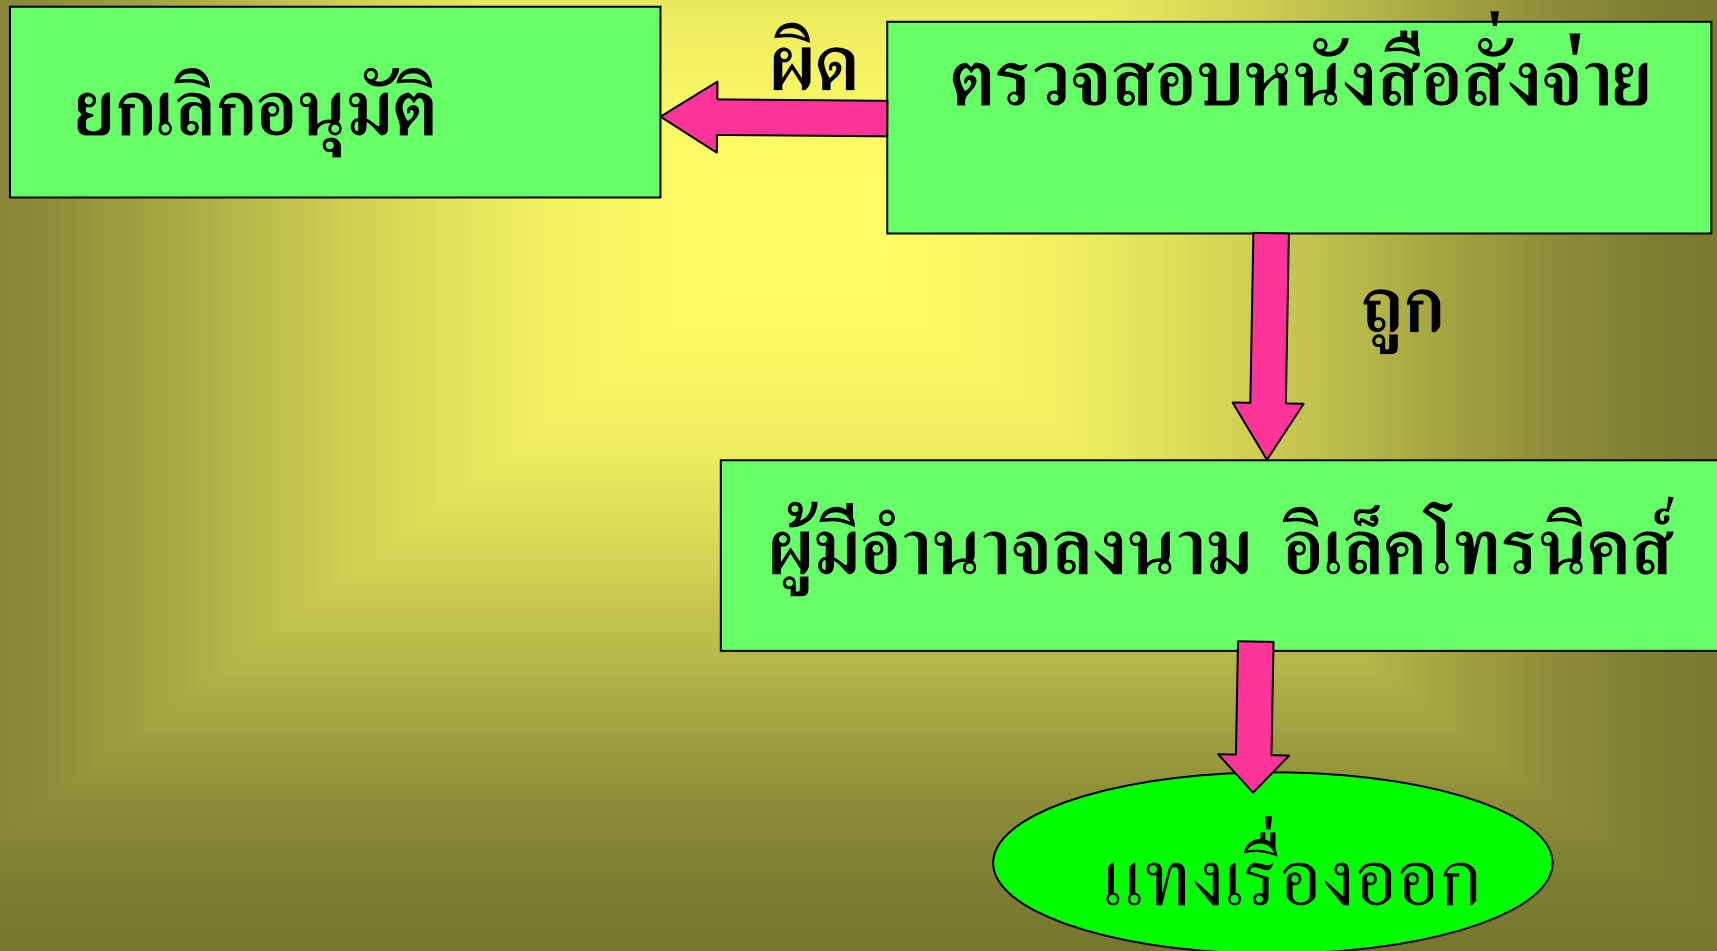 ยกเลิกอนุมัติ
ผิด
ตรวจสอบหนังสือสั่งจ่าย
ถูก
ผู้มีอำนาจลงนาม อิเล็คโทรนิคส์
แทงเรื่องออก